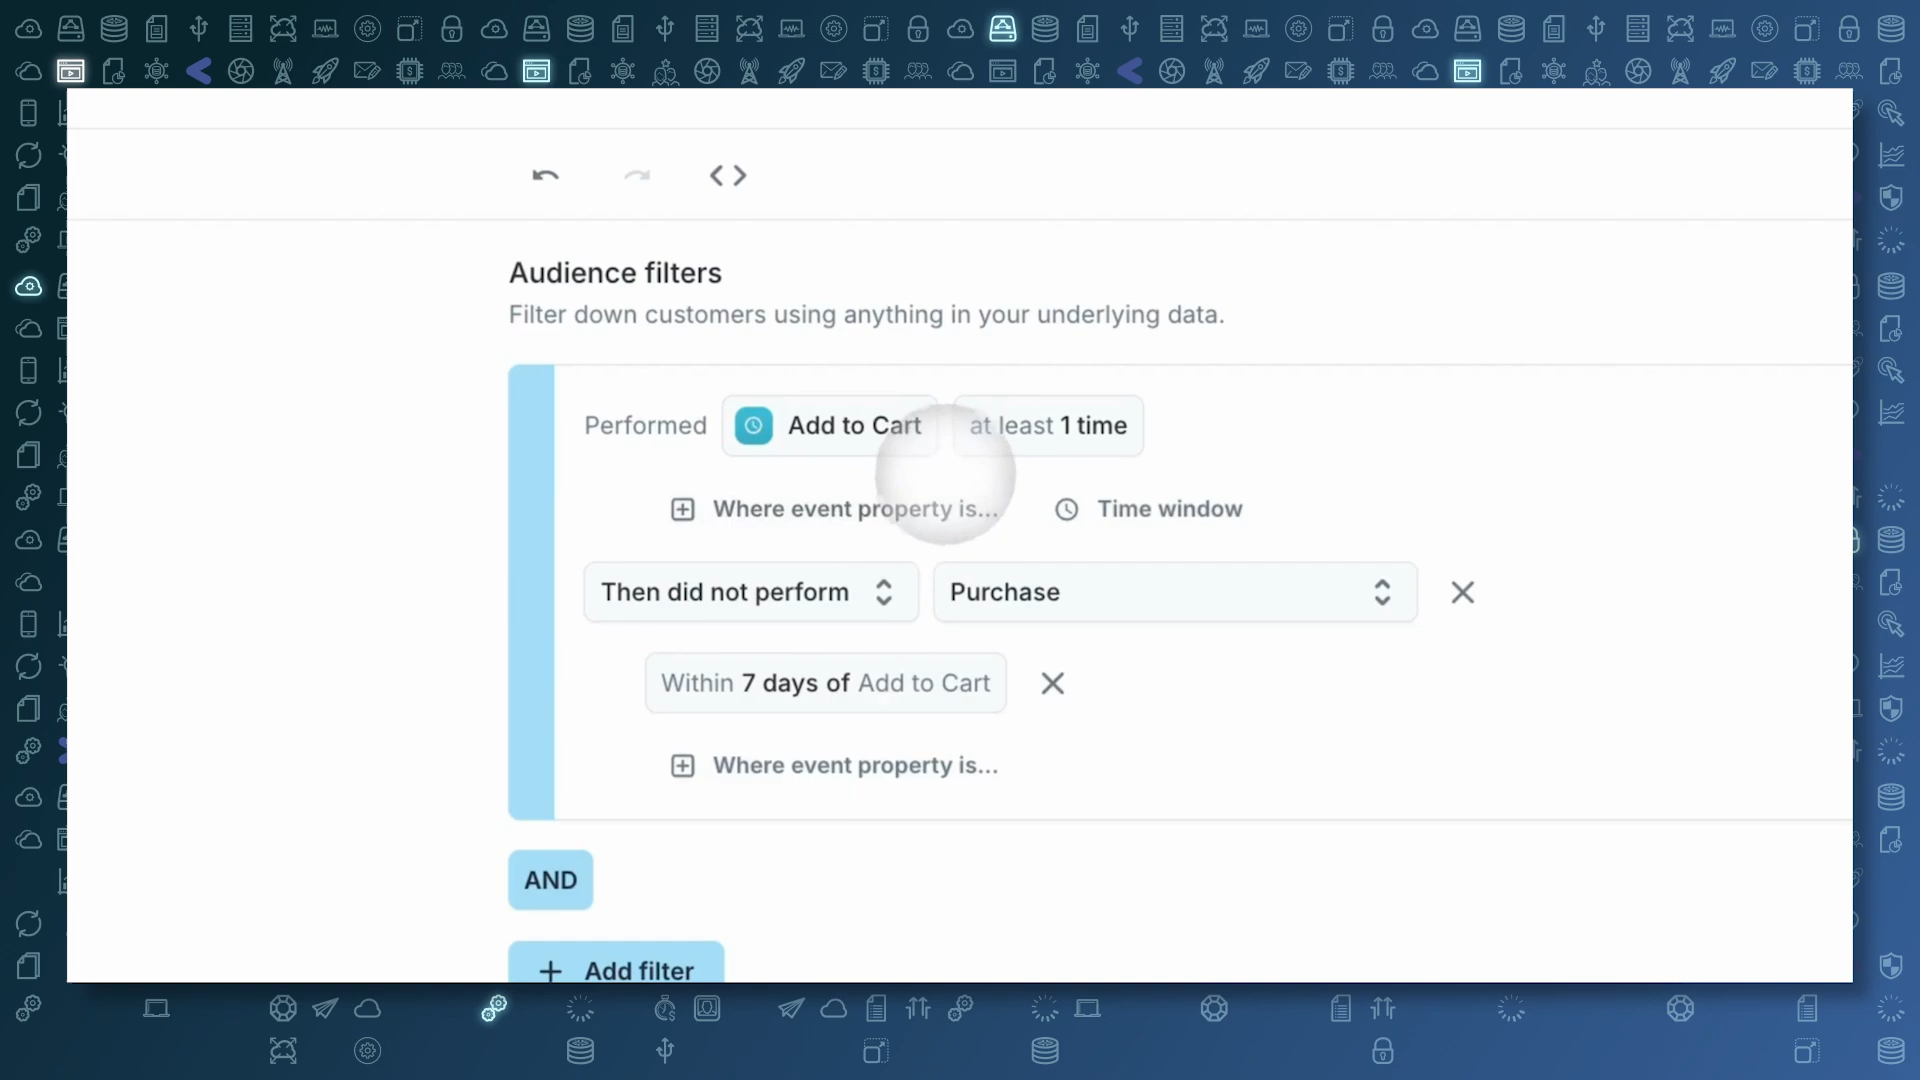 Audience filters
Filter down customers using anything in your underlying data.
Performed Add to Cart at least 1 time
Where event property is... Time window
Then did not perform Purchase
Within 7 days of Add to Cart
Where event property is...
AND
Add filter